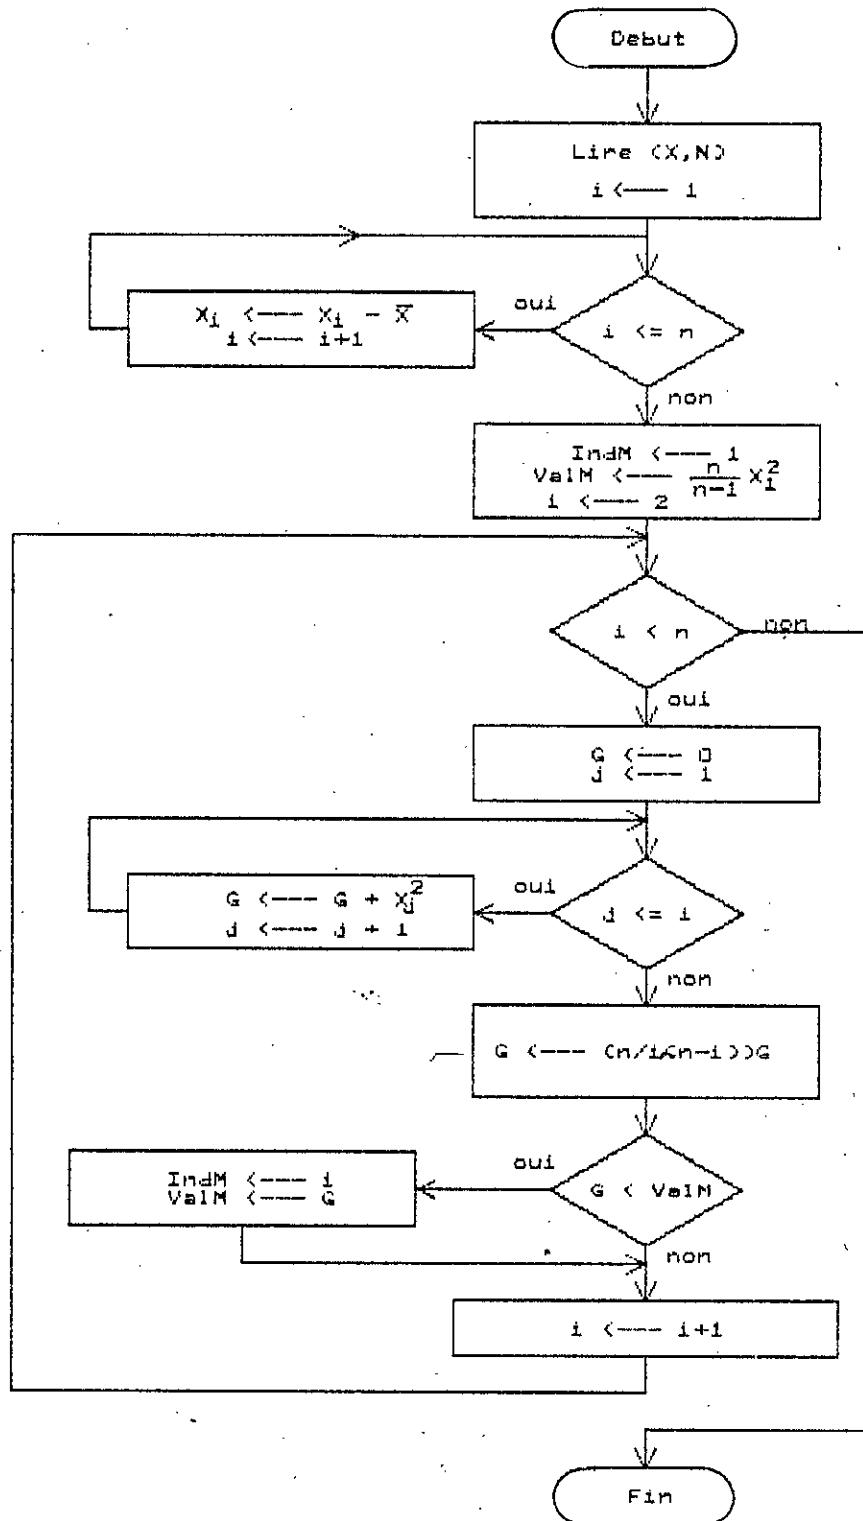 Debut
Lire (X,N)
i <--- 1
oui
X_i <--- X_i - X̅
i <--- i+1
i <= n
non
IndM <--- 1
ValM <--- n/n-1 X_1^2
i <--- 2
i < n
non
oui
G <--- 0
j <--- 1
oui
G <--- G + X_j^2
j <--- j + 1
j <= i
non
G <--- (n/i(n-i))G
oui
IndM <--- i
ValM <--- G
G < ValM
non
i <--- i+1
Fin